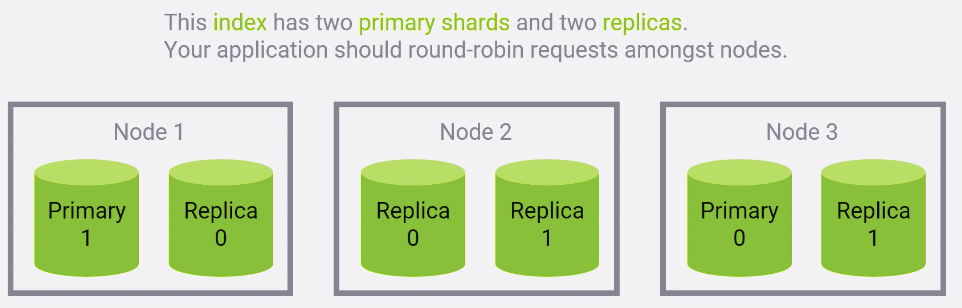 This index has two primary shards and two replicas.
Your application should round-robin requests amongst nodes.
Node 1
Primary
1
Replica
0
Node 2
Replica
0
Replica
1
Node 3
Primary
0
Replica
1